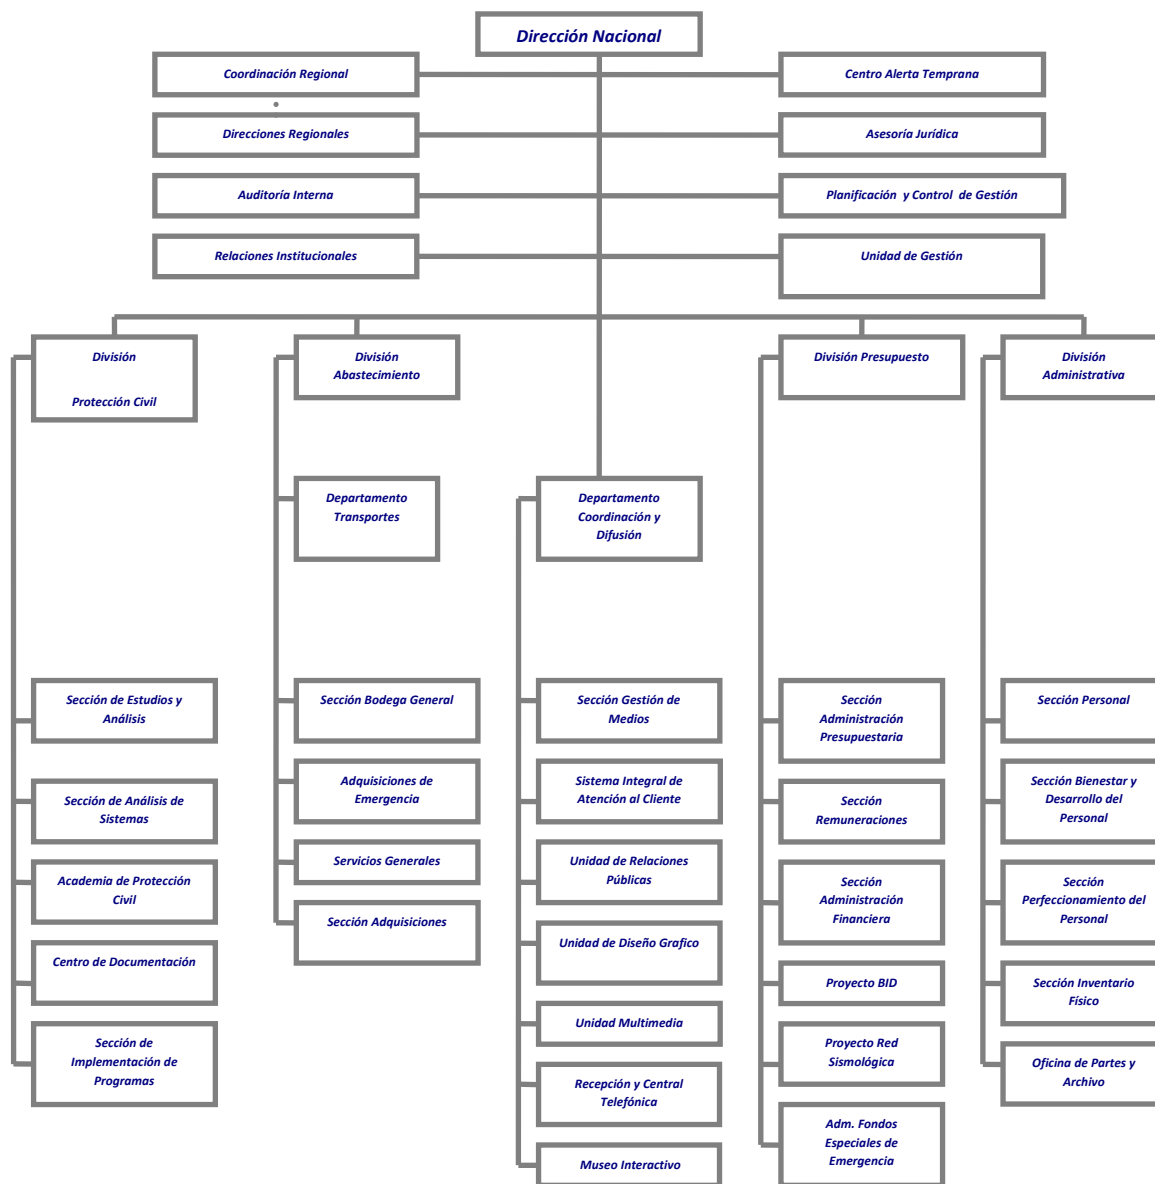 Dirección Nacional
Coordinación Regional
Centro Alerta Temprana
Direcciones Regionales
Asesoría Jurídica
Auditoría Interna
Planificación y Control de Gestión
Relaciones Institucionales
Unidad de Gestión
División
Protección Civil
División
Abastecimiento
División Presupuesto
División
Administrativa
Departamento
Transportes
Departamento
Coordinación y
Difusión
Sección de Estudios y
Análisis
Sección de Análisis de
Sistemas
Academia de Protección
Civil
Centro de Documentación
Sección de
Implementación de
Programas
Sección Bodega General
Adquisiciones de
Emergencia
Servicios Generales
Sección Adquisiciones
Sección Gestión de
Medios
Sistema Integral de
Atención al Cliente
Unidad de Relaciones
Públicas
Unidad de Diseño Grafico
Unidad Multimedia
Recepción y Central
Telefónica
Museo Interactivo
Sección
Administración
Presupuestaria
Sección
Remuneraciones
Sección
Administración
Financiera
Proyecto BID
Proyecto Red
Sismológica
Adm. Fondos
Especiales de
Emergencia
Sección Personal
Sección Bienestar y
Desarrollo del
Personal
Sección
Perfeccionamiento del
Personal
Sección Inventario
Físico
Oficina de Partes y
Archivo